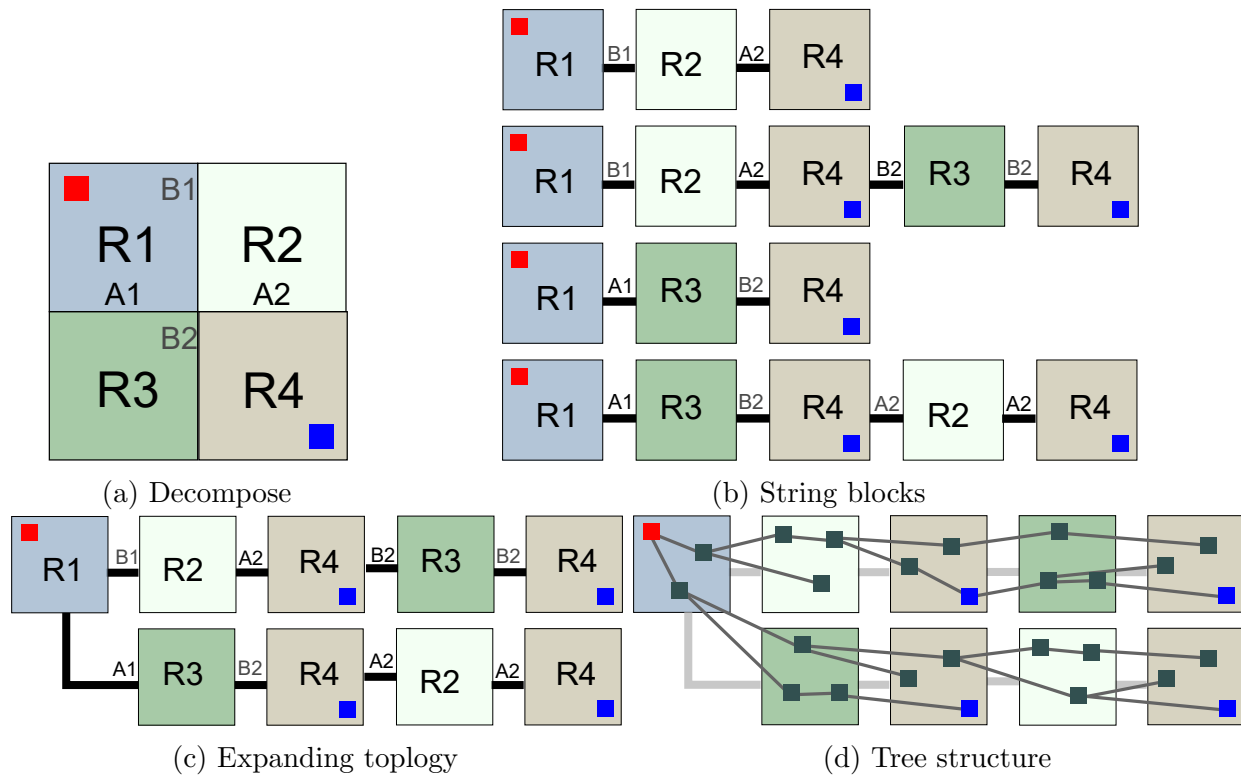 B1
R1 R2
A1 A2
B2
R3 R4
(a) Decompose
R1 B1 R2 A2 R4
R1 B1 R2 A2 R4 B2 R3 B2 R4
R1 A1 R3 B2 R4
R1 A1 R3 B2 R4 A2 R2 A2 R4
(b) String blocks
R1 B1 R2 A2 R4 B2 R3 B2 R4
A1 R3 B2 R4 A2 R2 A2 R4
(c) Expanding toplogy
(d) Tree structure